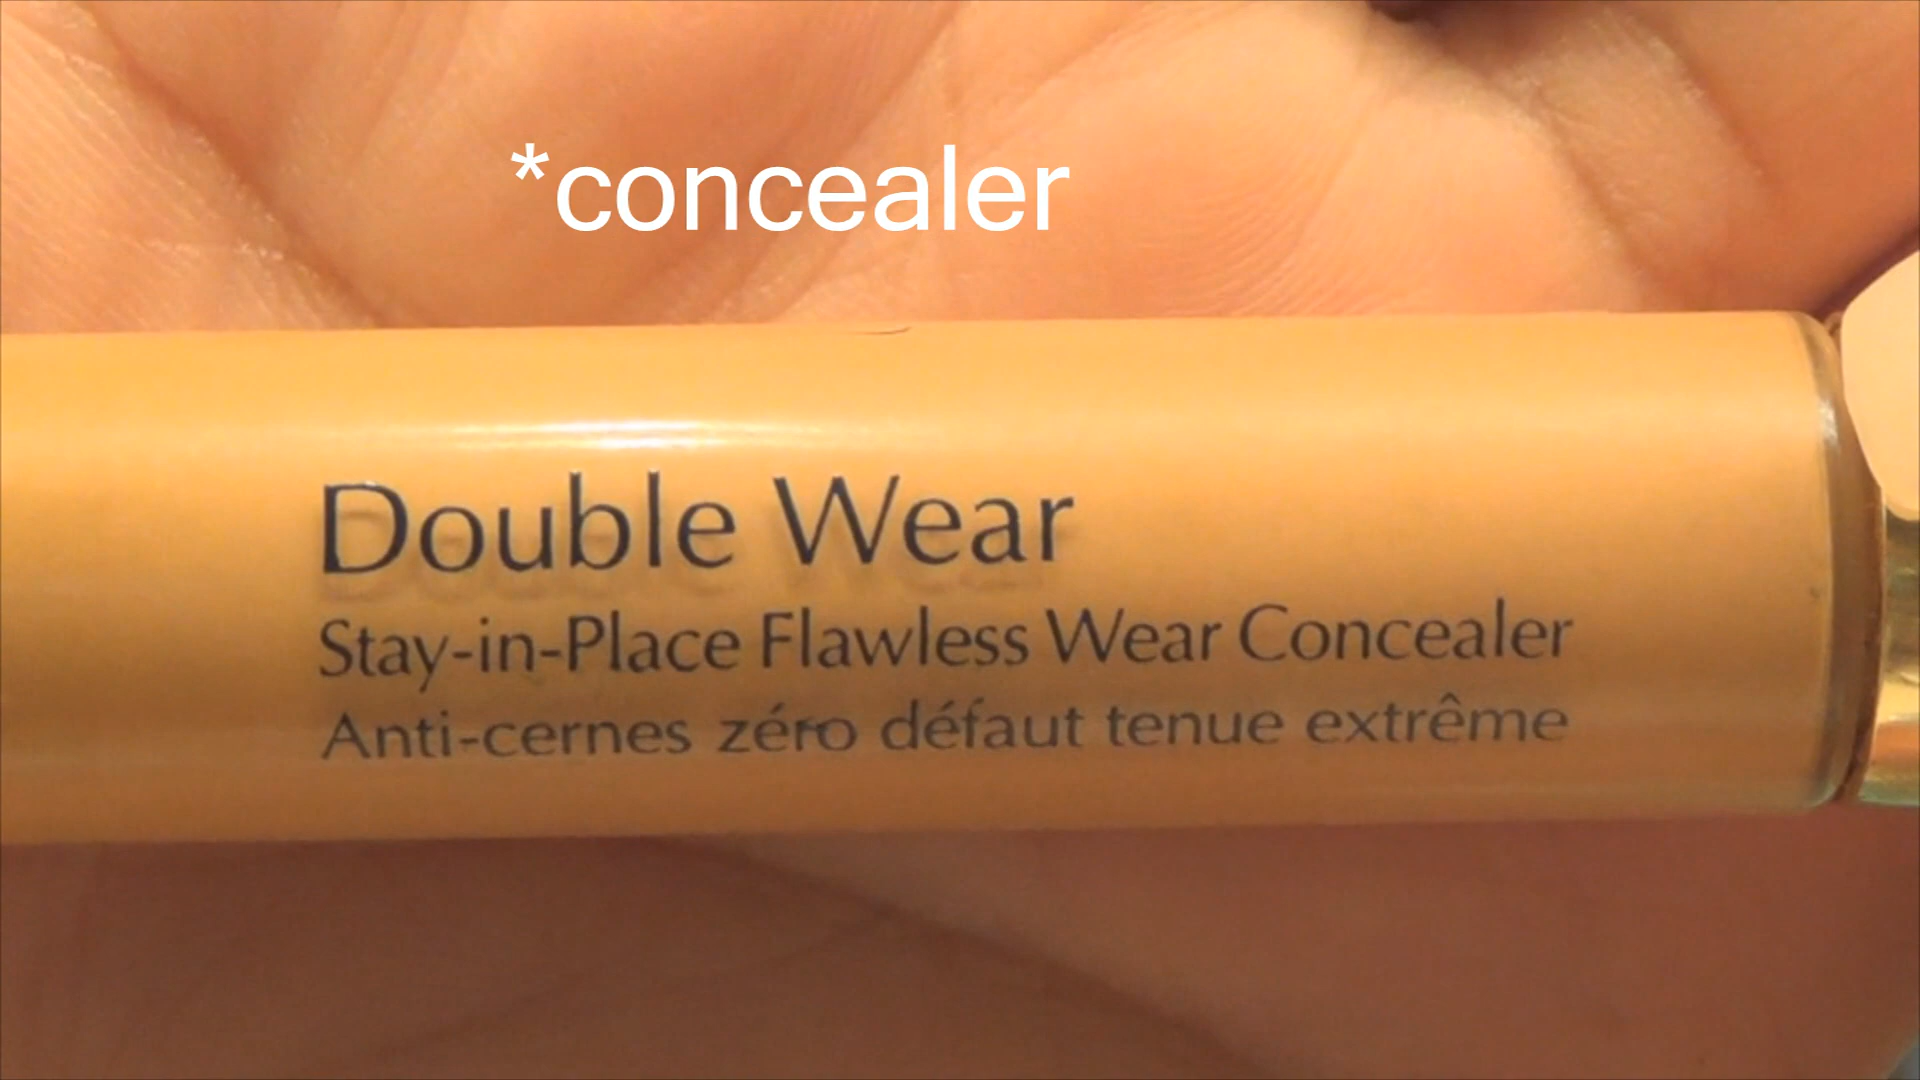 *concealer
Double Wear
Stay-in-Place Flawless Wear Concealer
Anti-cernes zéro défaut tenue extrême